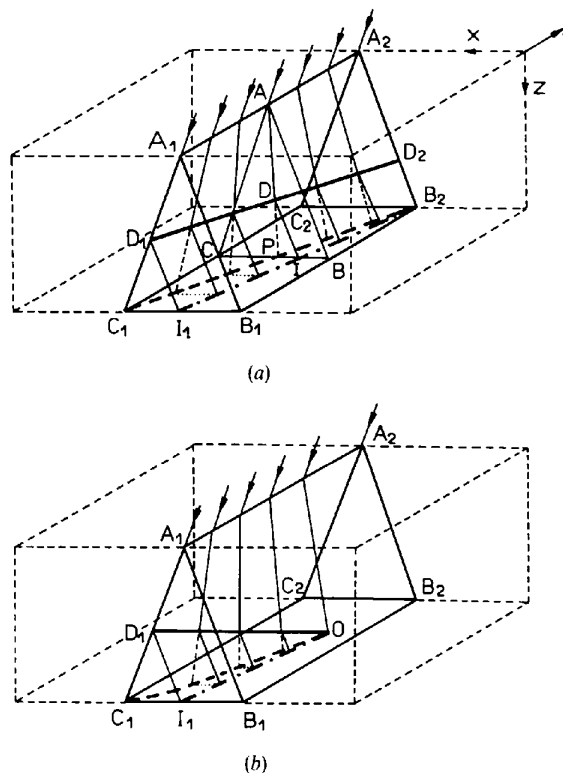 A₂
X
A
Z
A₁
D₂
D
B₂
C₂
D₁
C
P
I
B
C₁
I₁
B₁
(a)
A₂
A₁
C₂
B₂
D₁
O
C₁
I₁
B₁
(b)